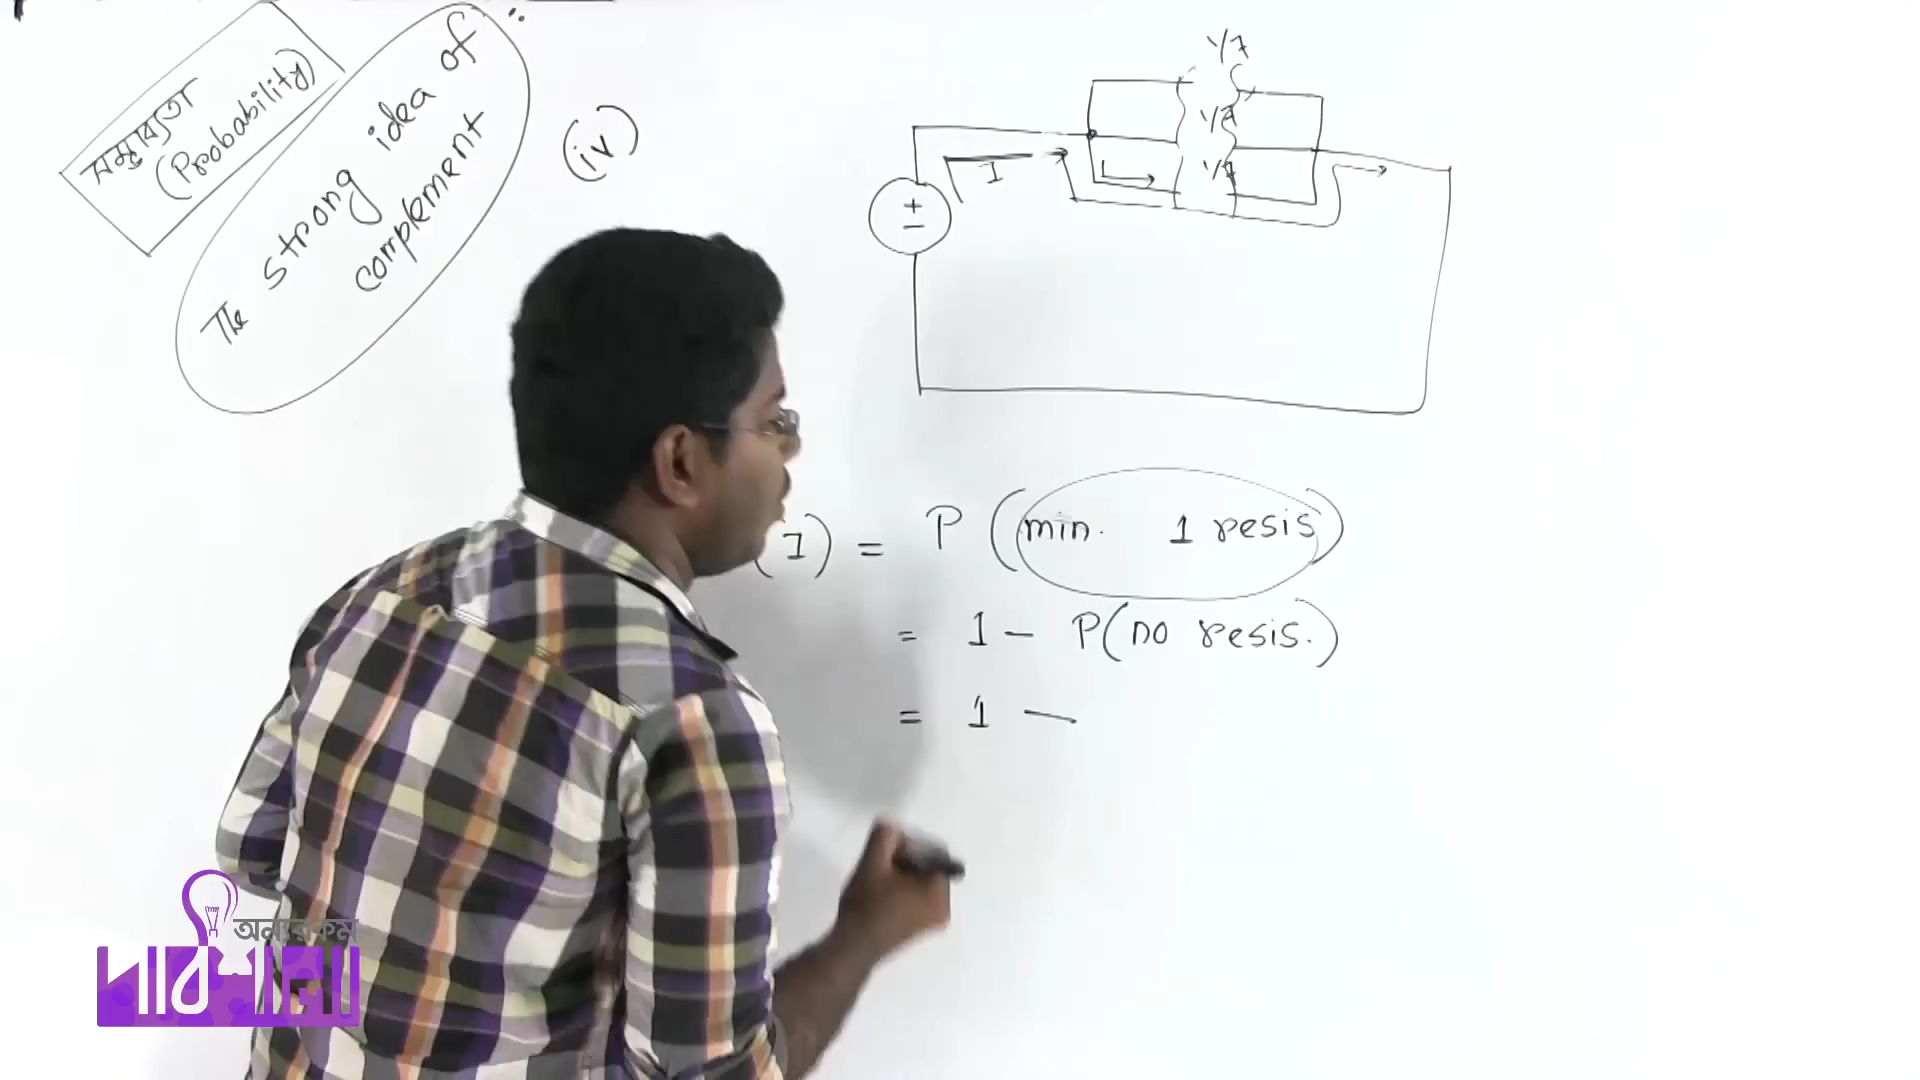 সম্ভাব্যতা
(Probability)
The strong idea of
complement
(iv)
1/7
1/7
1/7
I
+
−
I) = P (min. 1 resis)
= 1 − P(no resis.)
= 1 −
অন্যরকম
পাঠশালা